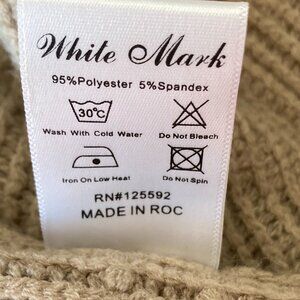 White Mark
95%Polyester 5%Spandex
30°C
Wash With Cold Water Do Not Bleach
Iron On Low Heat Do Not Spin
RN#125592
MADE IN ROC